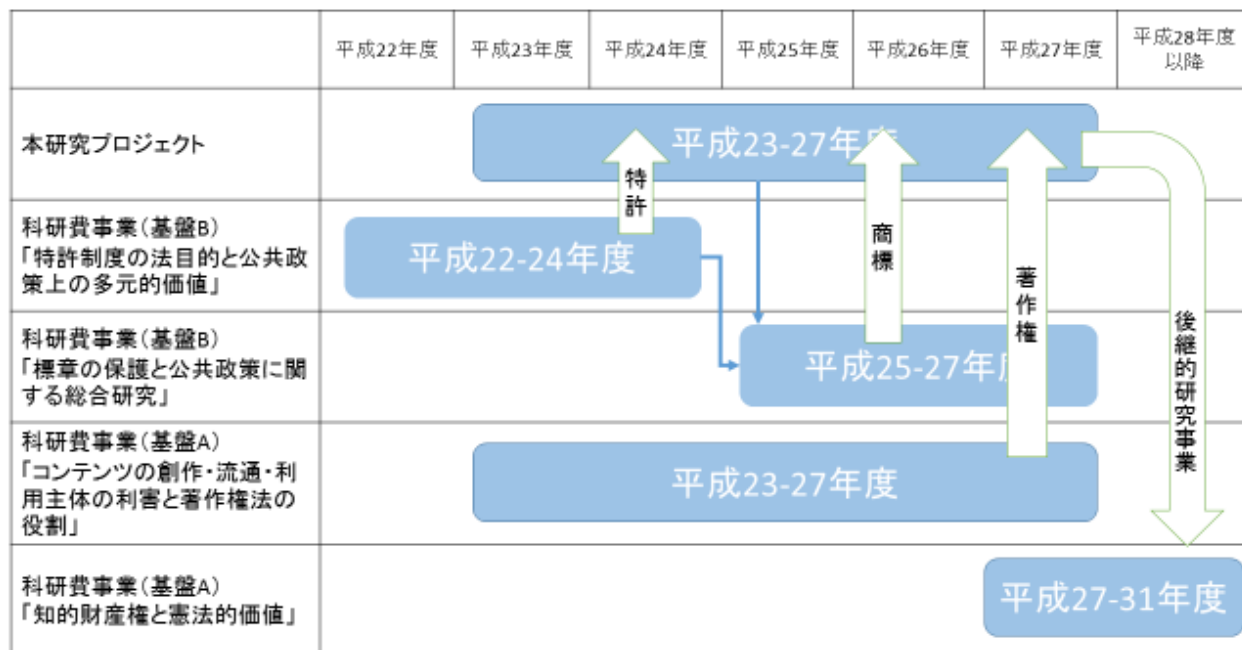 平成22年度
平成23年度
平成24年度
平成25年度
平成26年度
平成27年度
平成28年度
以降
本研究プロジェクト
平成23-27年度
科研費事業(基盤B)
「特許制度の法目的と公共政
策上の多元的価値」
平成22-24年度
特許
科研費事業(基盤B)
「標章の保護と公共政策に関
する総合研究」
平成25-27年度
商標
科研費事業(基盤A)
「コンテンツの創作・流通・利
用主体の利害と著作権法の
役割」
平成23-27年度
著作権
科研費事業(基盤A)
「知的財産権と憲法的価値」
平成27-31年度
後継的研究事業